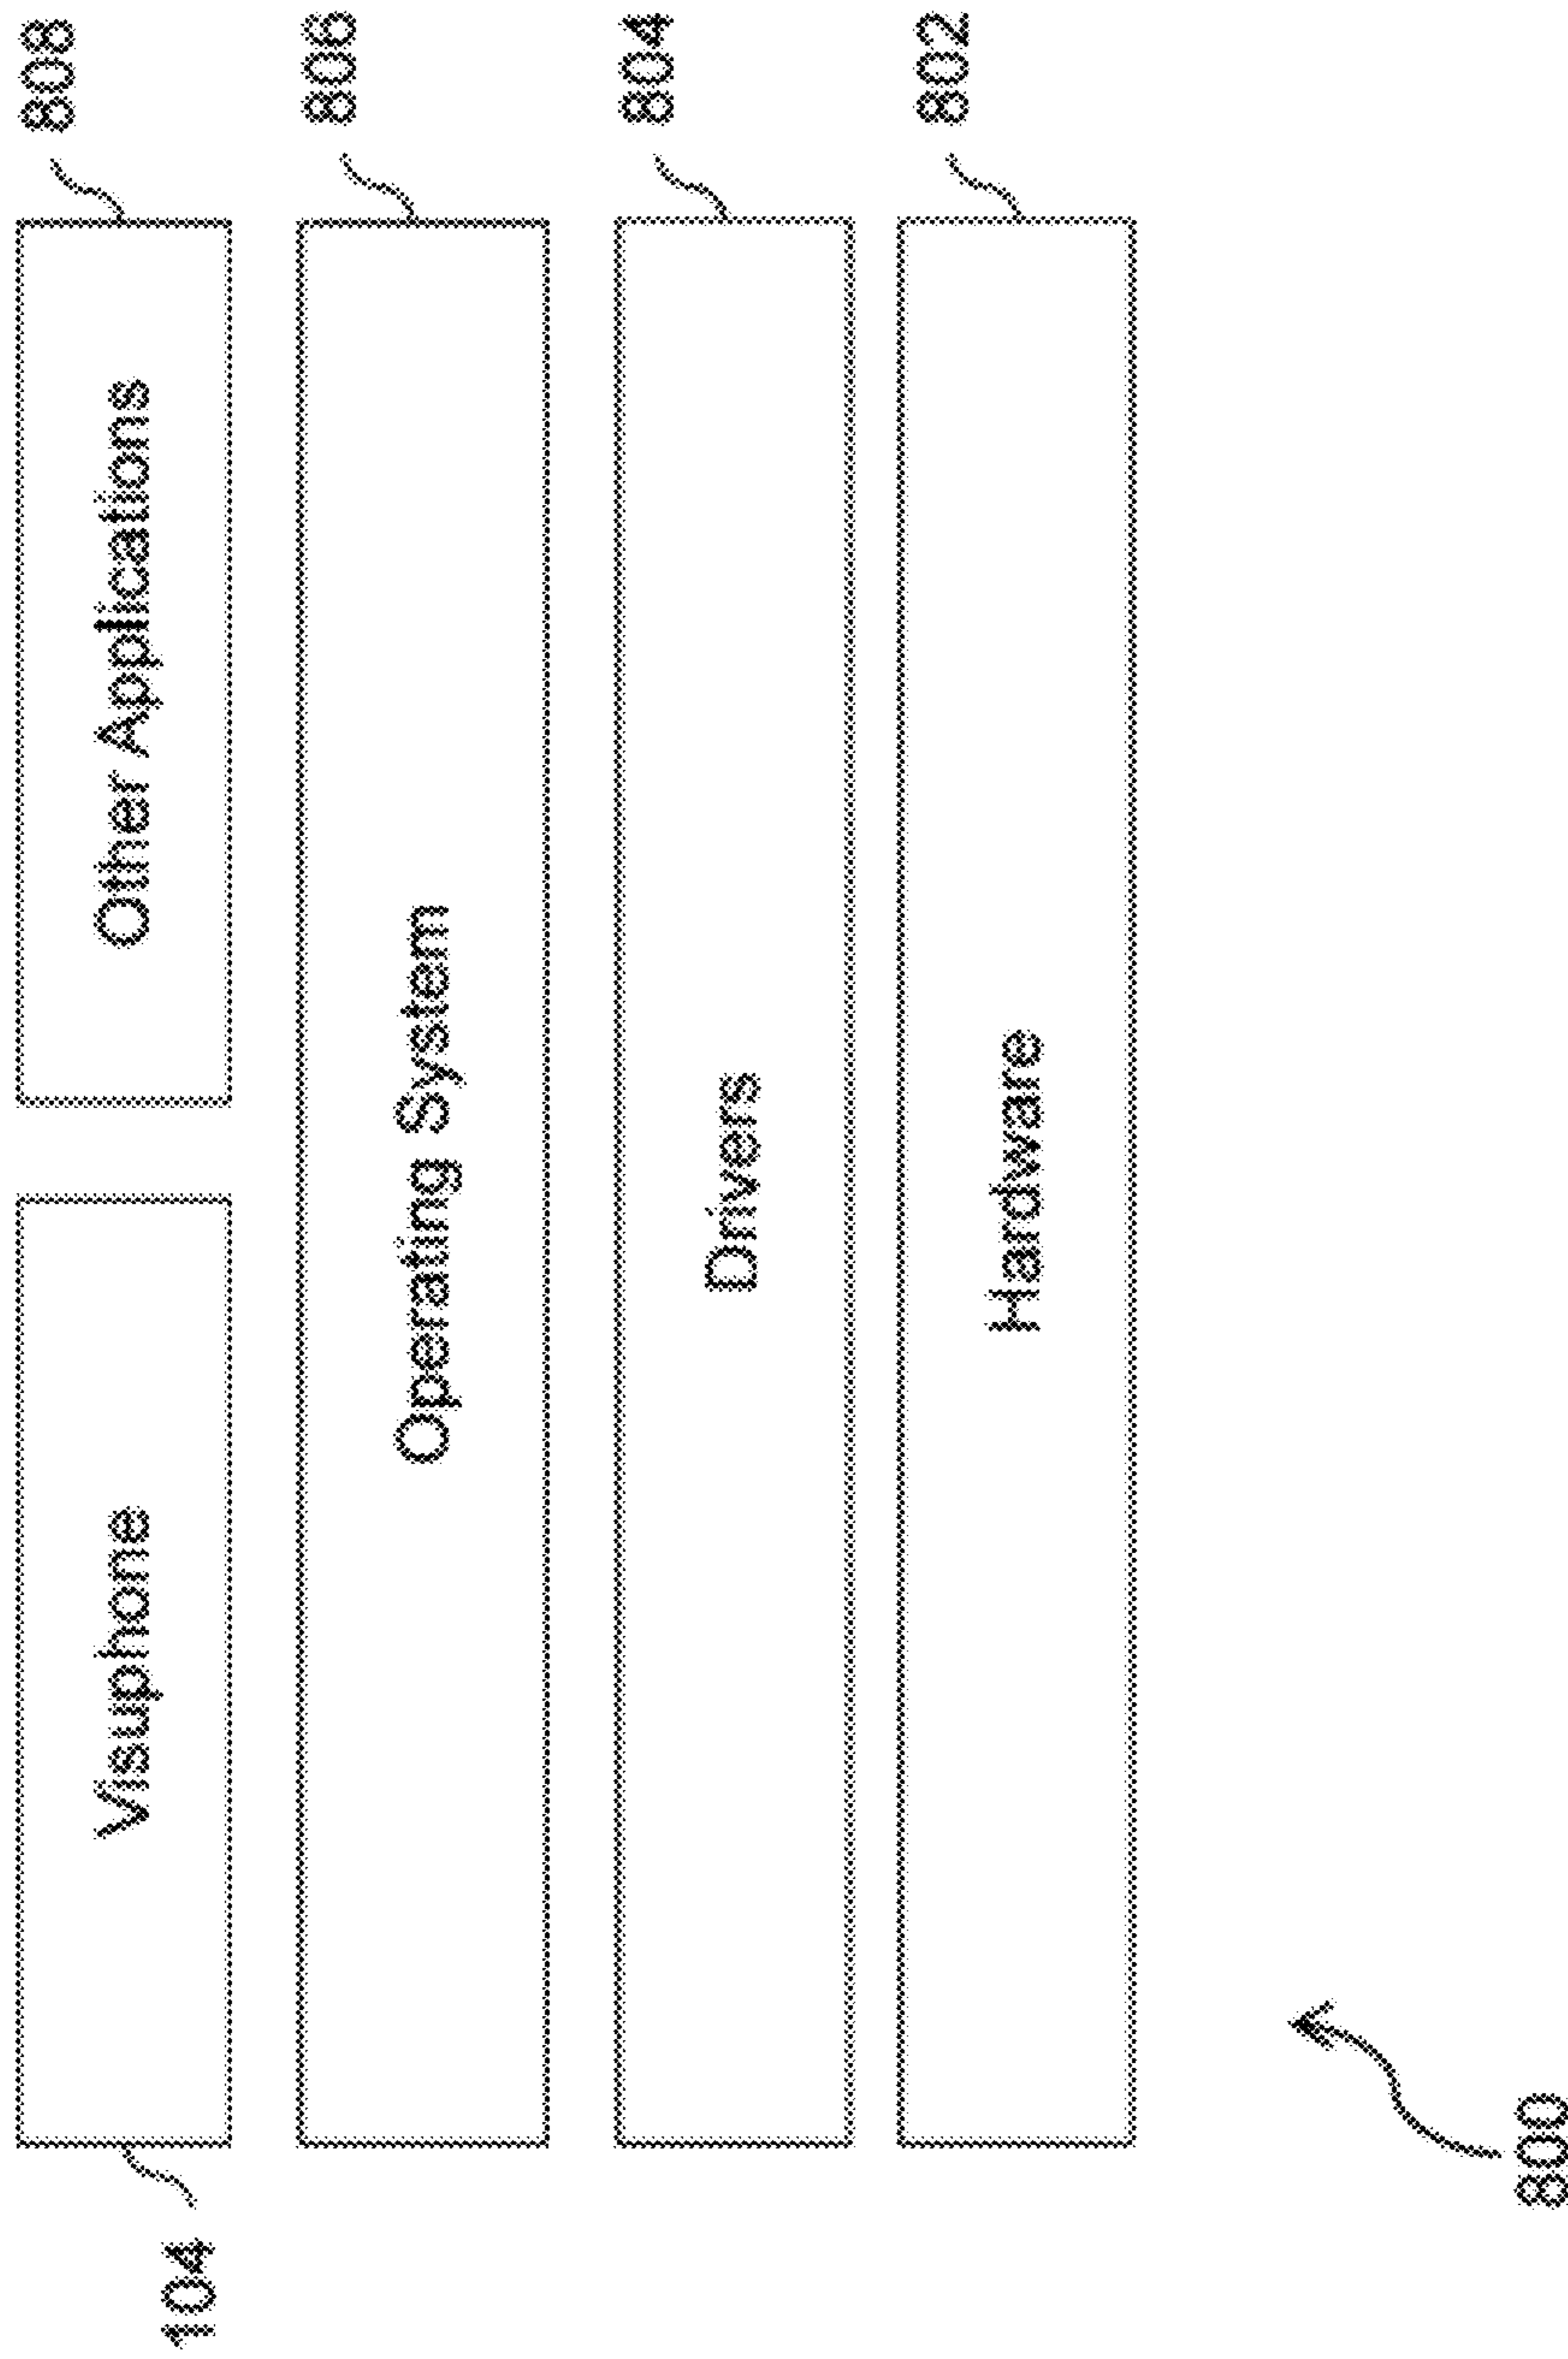 Visuphone
Other Applications
808
104
Operating System
806
Drivers
804
Hardware
802
800